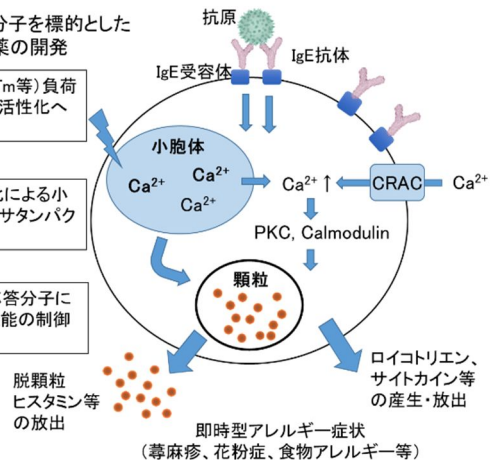 分子を標的とした
薬の開発
Tm等）負荷
活性化へ
化による小
サタンパク
応答分子に
能の制御
抗原
IgE受容体
IgE抗体
小胞体
Ca²⁺
Ca²⁺
Ca²⁺
Ca²⁺↑
CRAC
Ca²⁺
PKC, Calmodulin
顆粒
脱顆粒
ヒスタミン等
の放出
ロイコトリエン、
サイトカイン等
の産生・放出
即時型アレルギー症状
（蕁麻疹、花粉症、食物アレルギー等）